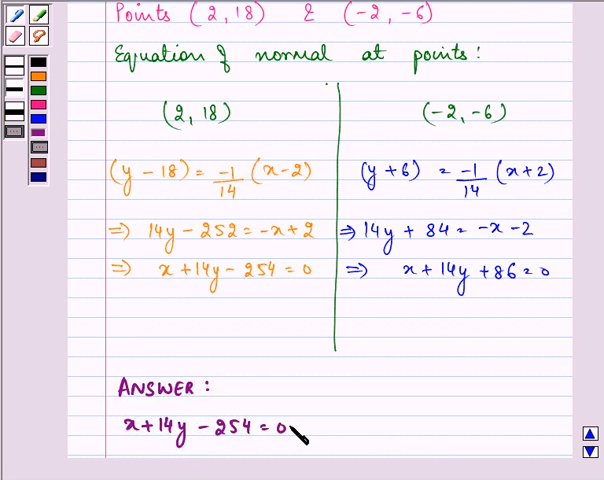 Points (2, 18) & (-2, -6)
Equation of normal at points:
(2, 18)
(y - 18) = -1/14 (x - 2)
⇒ 14y - 252 = -x + 2
⇒ x + 14y - 254 = 0
(-2, -6)
(y + 6) = -1/14 (x + 2)
⇒ 14y + 84 = -x - 2
⇒ x + 14y + 86 = 0
ANSWER:
x + 14y - 254 = 0